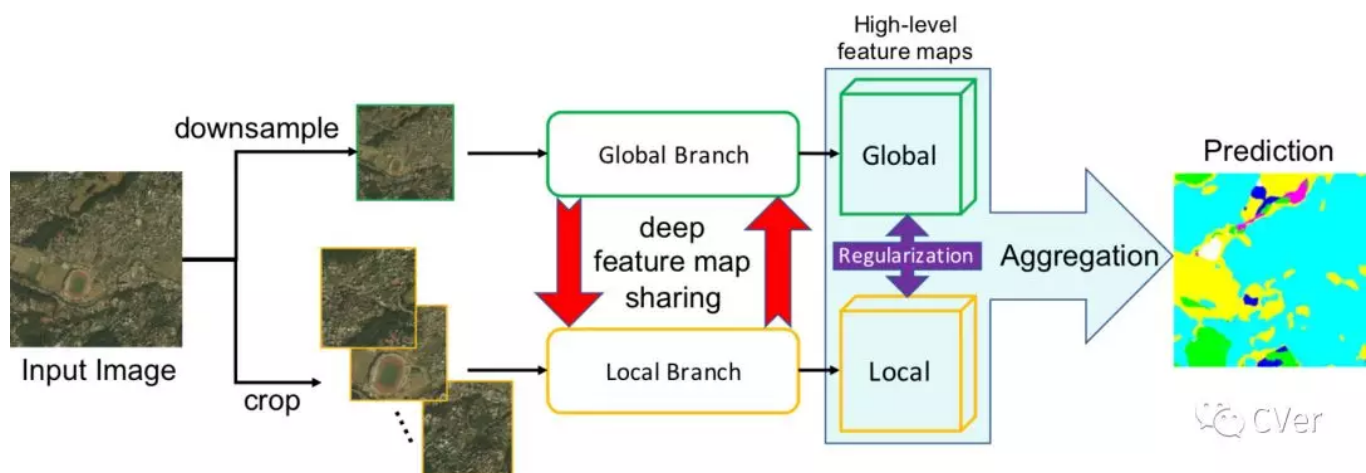 High-level
feature maps
downsample
Global Branch
Global
Prediction
deep
feature map
sharing
Regularization
Aggregation
Input Image
crop
Local Branch
Local
CVer